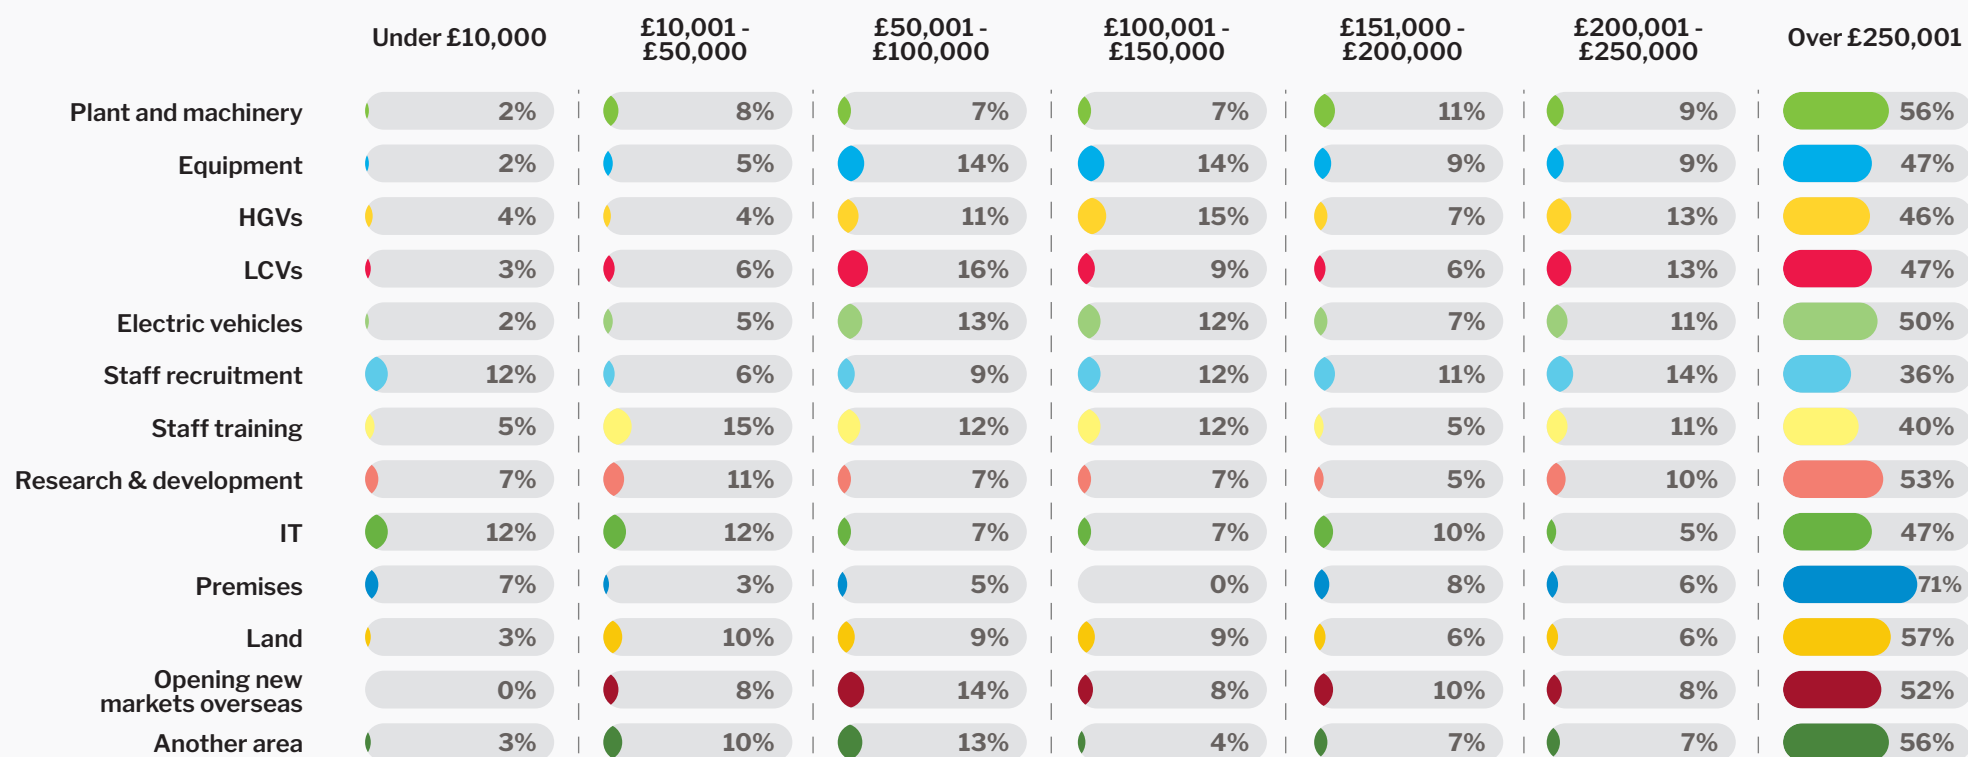 Under £10,000
£10,001 -
£50,000
£50,001 -
£100,000
£100,001 -
£150,000
£151,000 -
£200,000
£200,001 -
£250,000
Over £250,001
Plant and machinery 2% 8% 7% 7% 11% 9% 56%
Equipment 2% 5% 14% 14% 9% 9% 47%
HGVs 4% 4% 11% 15% 7% 13% 46%
LCVs 3% 6% 16% 9% 6% 13% 47%
Electric vehicles 2% 5% 13% 12% 7% 11% 50%
Staff recruitment 12% 6% 9% 12% 11% 14% 36%
Staff training 5% 15% 12% 12% 5% 11% 40%
Research & development 7% 11% 7% 7% 5% 10% 53%
IT 12% 12% 7% 7% 10% 5% 47%
Premises 7% 3% 5% 0% 8% 6% 71%
Land 3% 10% 9% 9% 6% 6% 57%
Opening new
markets overseas 0% 8% 14% 8% 10% 8% 52%
Another area 3% 10% 13% 4% 7% 7% 56%